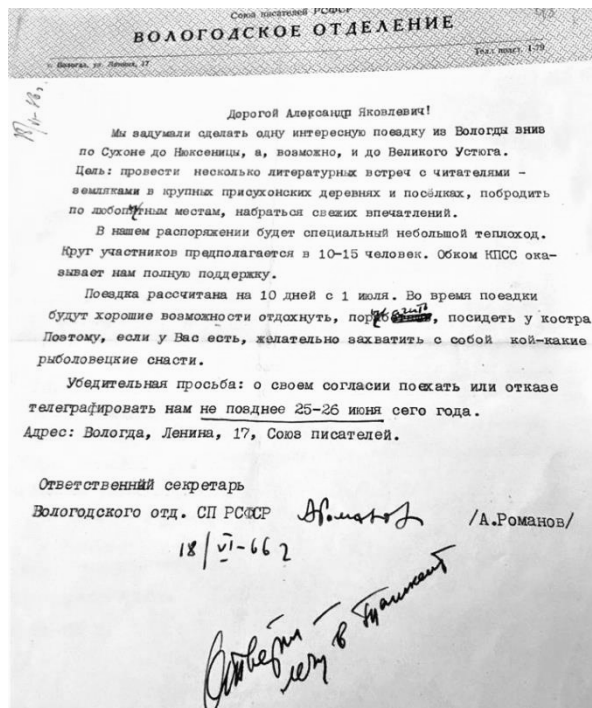 Союз писателей РСФСР
ВОЛОГОДСКОЕ ОТДЕЛЕНИЕ
г. Вологда, ул. Ленина, 17
Тел.: 1-79
Дорогой Александр Яковлевич!
Мы задумали сделать одну интересную поездку из Вологды вниз
по Сухоне до Нюксеницы, а, возможно, и до Великого Устюга.
Цель: провести несколько литературных встреч с читателями -
земляками в крупных присухонских деревнях и посёлках, побродить
по любопытным местам, набраться свежих впечатлений.
В нашем распоряжении будет специальный небольшой теплоход.
Круг участников предполагается в 10-15 человек. Обком КПСС ока-
зывает нам полную поддержку.
Поездка рассчитана на 10 дней с 1 июля. Во время поездки
будут хорошие возможности отдохнуть, порыбачить, посидеть у костра
Поэтому, если у Вас есть, желательно захватить с собой кой-какие
рыболовецкие снасти.
Убедительная просьба: о своем согласии поехать или отказе
телеграфировать нам не позднее 25-26 июня сего года.
Адрес: Вологда, Ленина, 17, Союз писателей.
Ответственный секретарь
Вологодского отд. СП РСФСР АРоманов /А.Романов/
18/VI-66 г
Ответил —
лечу в Ташкент